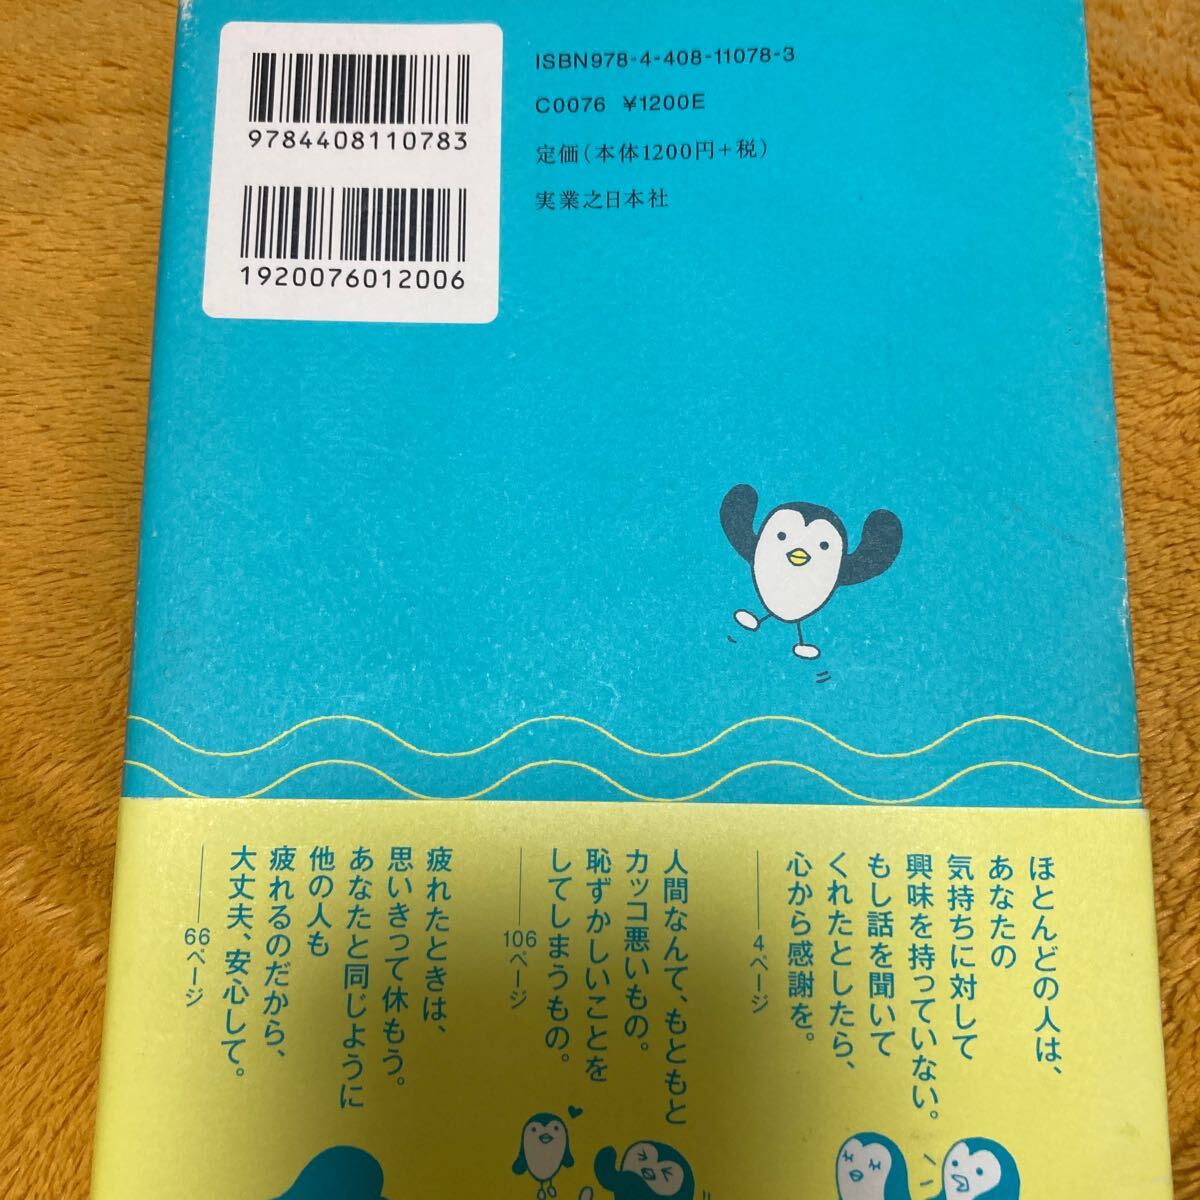 9784408110783
1920076012006
ISBN978-4-408-11078-3
C0076 ¥1200E
定価(本体1200円+税)
実業之日本社
ほとんどの人は、
あなたの
気持ちに対して
興味を持っていない。
もし話を聞いて
くれたとしたら、
心から感謝を。
4ページ
人間なんて、もともと
カッコ悪いもの。
恥ずかしいことを
してしまうもの。
106ページ
疲れたときは、
思いきって休もう。
あなたと同じように
他の人も
疲れるのだから、
大丈夫、安心して。
66ページ